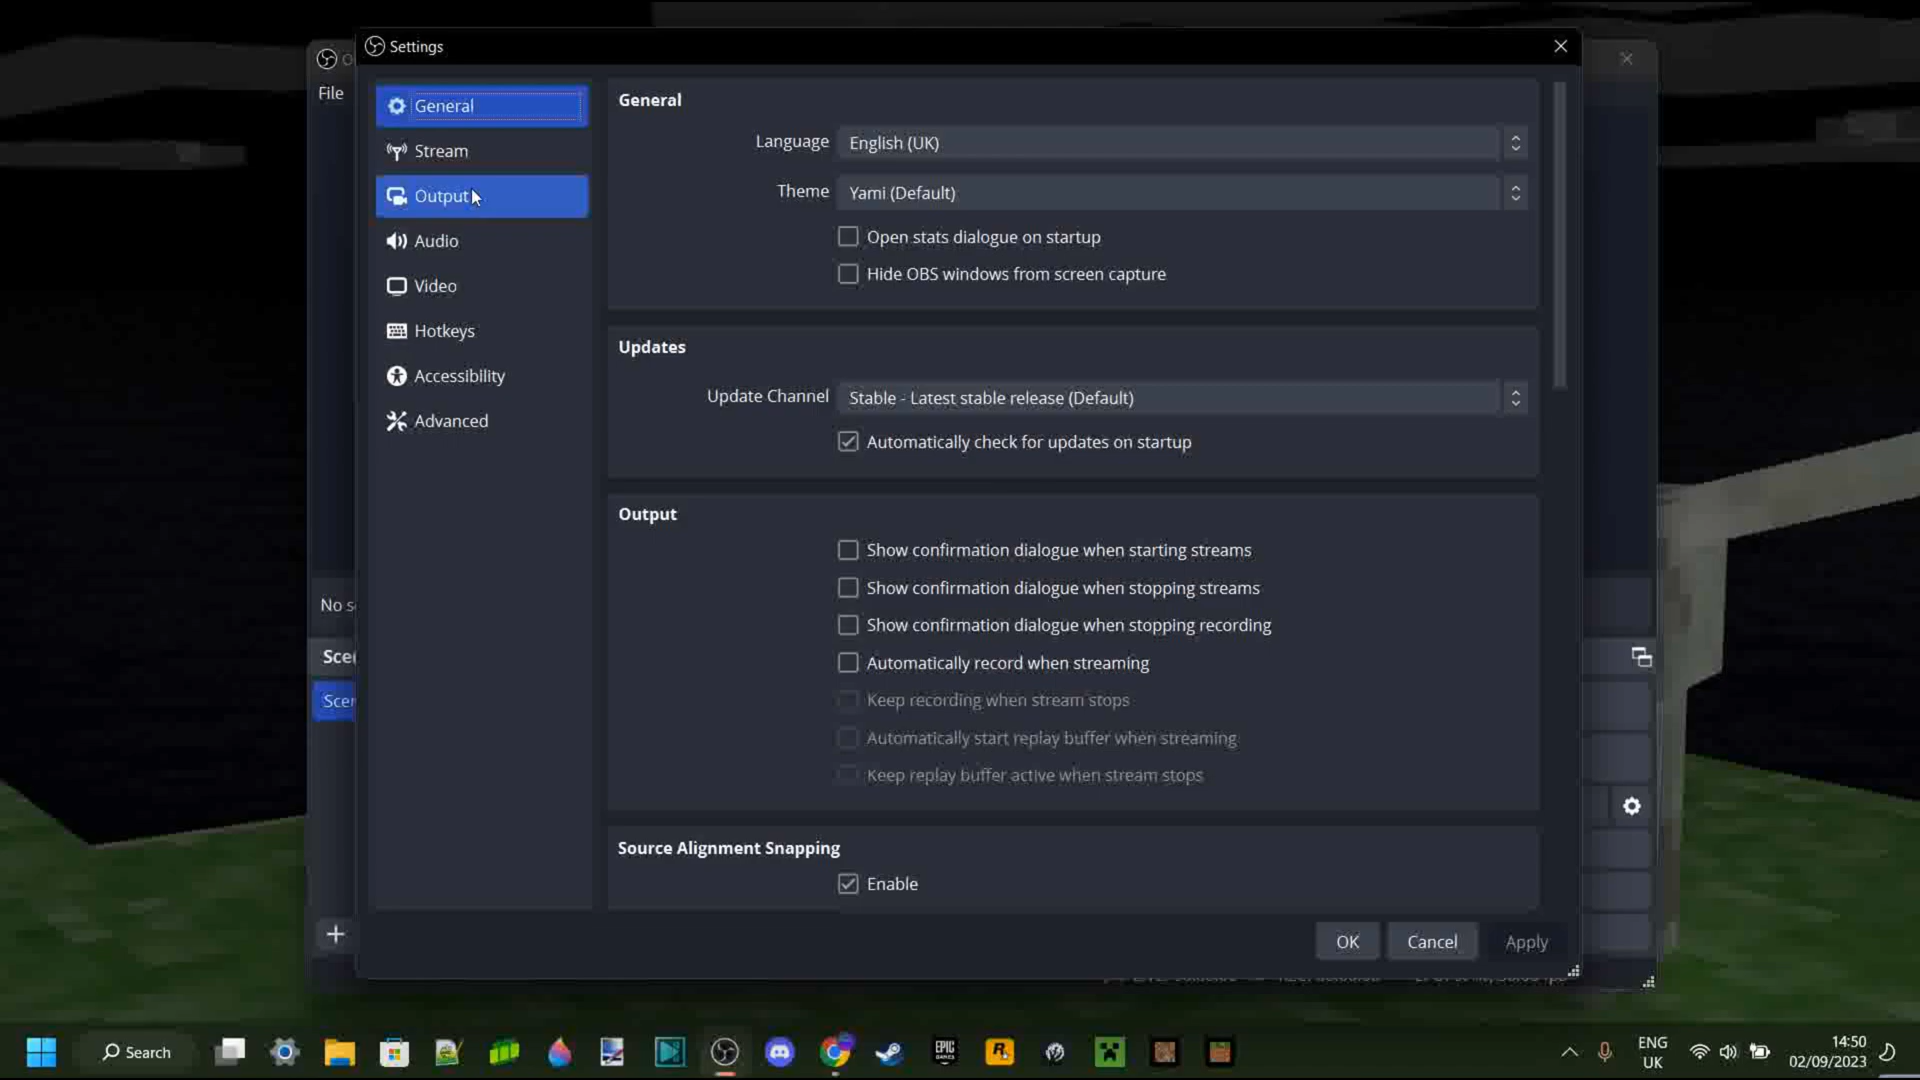 Settings
File
General
Stream
Output
Audio
Video
Hotkeys
Accessibility
Advanced
General
Language
English (UK)
Theme
Yami (Default)
Open stats dialogue on startup
Hide OBS windows from screen capture
Updates
Update Channel
Stable - Latest stable release (Default)
Automatically check for updates on startup
Output
Show confirmation dialogue when starting streams
Show confirmation dialogue when stopping streams
Show confirmation dialogue when stopping recording
Automatically record when streaming
Keep recording when stream stops
Automatically start replay buffer when streaming
Keep replay buffer active when stream stops
Source Alignment Snapping
Enable
No s
Sce
Scer
OK
Cancel
Apply
Search
EPIC
GAMES
ENG
UK
14:50
02/09/2023